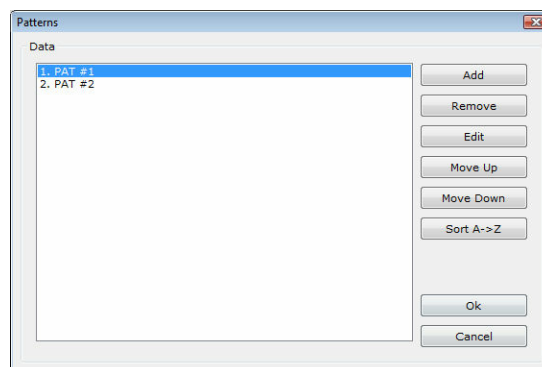 Patterns
Data
1. PAT #1
2. PAT #2
Add
Remove
Edit
Move Up
Move Down
Sort A->Z
Ok
Cancel